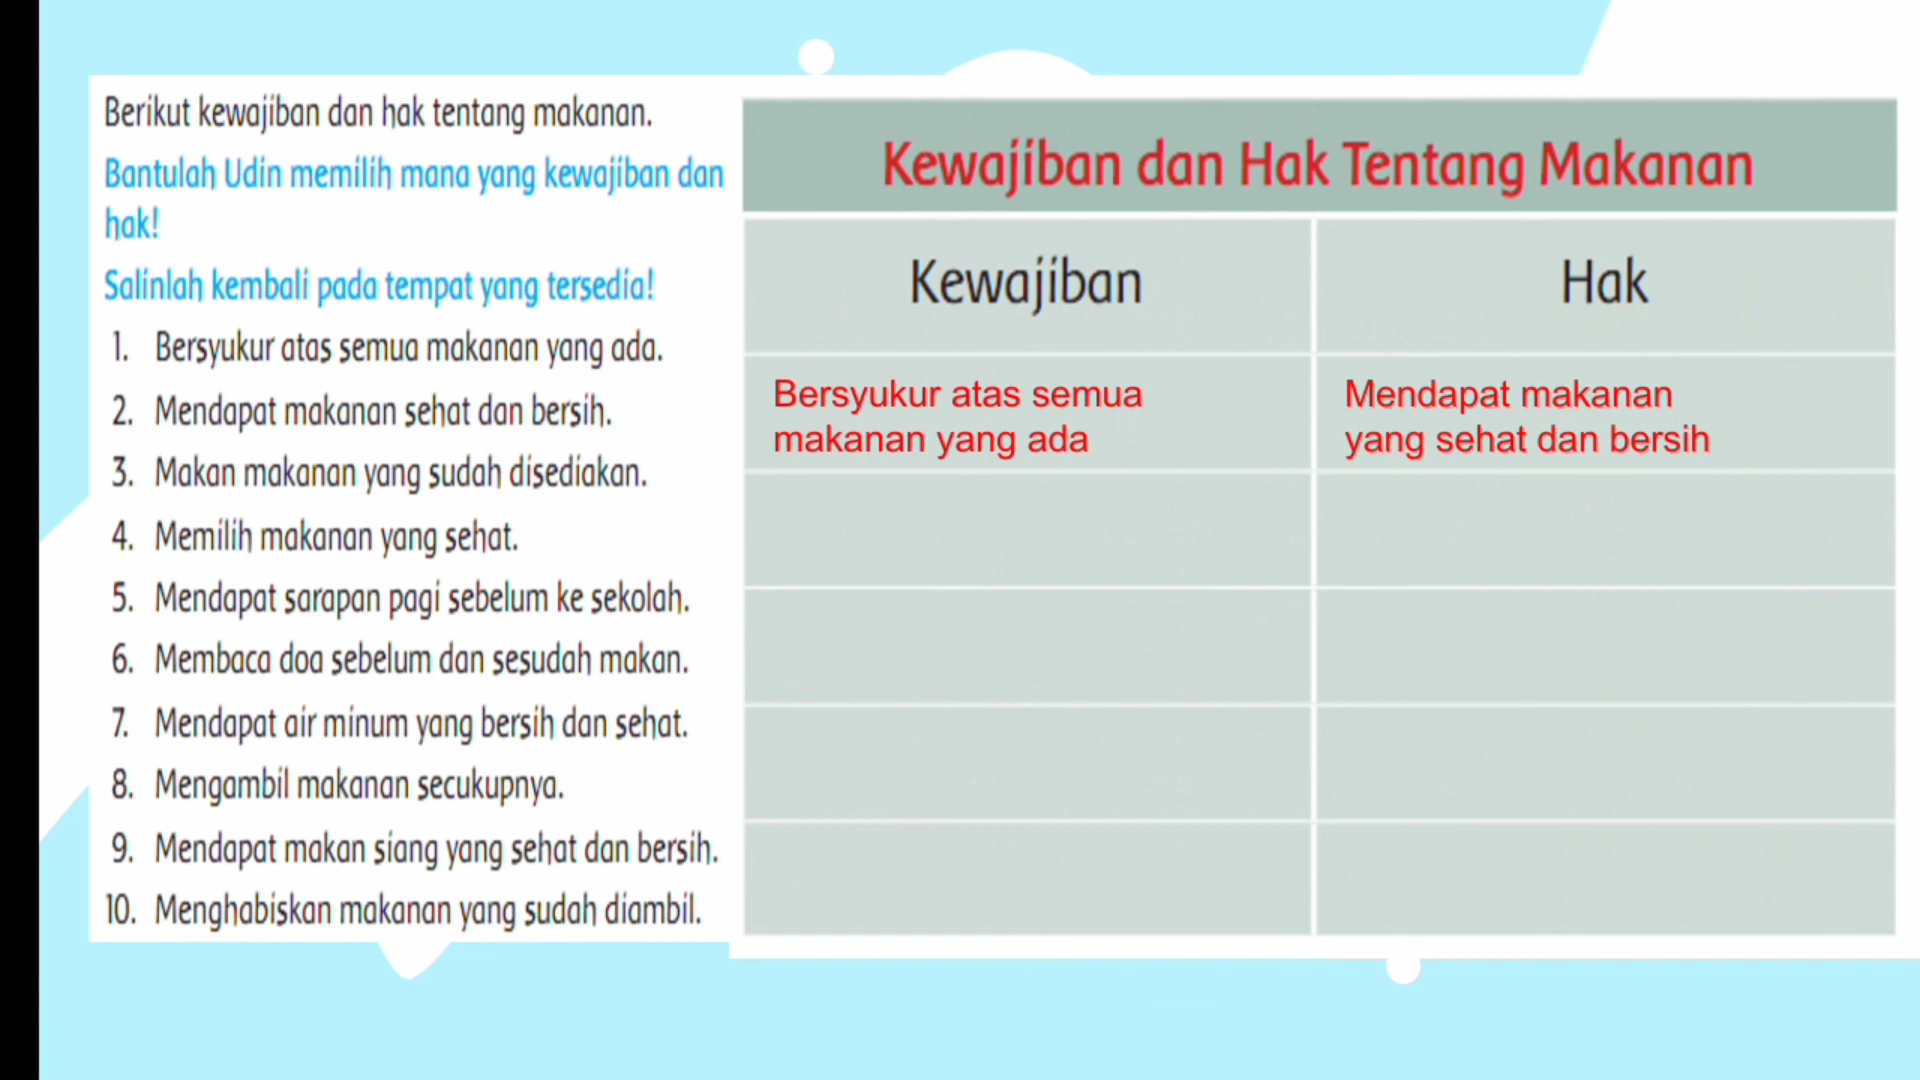 Berikut kewajiban dan hak tentang makanan.
Bantulah Udin memilih mana yang kewajiban dan
hak!
Salinlah kembali pada tempat yang tersedia!
1. Bersyukur atas semua makanan yang ada.
2. Mendapat makanan sehat dan bersih.
3. Makan makanan yang sudah disediakan.
4. Memilih makanan yang sehat.
5. Mendapat sarapan pagi sebelum ke sekolah.
6. Membaca doa sebelum dan sesudah makan.
7. Mendapat air minum yang bersih dan sehat.
8. Mengambil makanan secukupnya.
9. Mendapat makan siang yang sehat dan bersih.
10. Menghabiskan makanan yang sudah diambil.
Kewajiban dan Hak Tentang Makanan
Kewajiban
Hak
Bersyukur atas semua
makanan yang ada
Mendapat makanan
yang sehat dan bersih